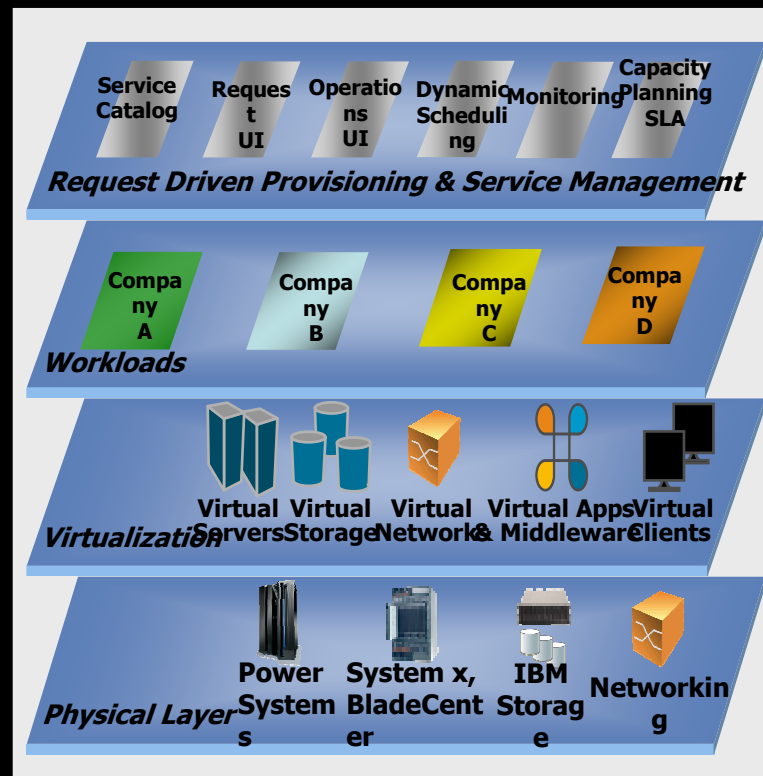 Service
Catalog
Reques
t
UI
Operatio
ns
UI
Dynamic
Scheduli
ng
Monitoring
Capacity
Planning
SLA
Request Driven Provisioning & Service Management
Compa
ny
A
Compa
ny
B
Compa
ny
C
Compa
ny
D
Workloads
Virtual
Servers
Virtual
Storage
Virtual
Networks
Virtual Apps
& Middleware
Virtual
Clients
Virtualization
Power
System
s
System x,
BladeCent
er
IBM
Storag
e
Networkin
g
Physical Layer